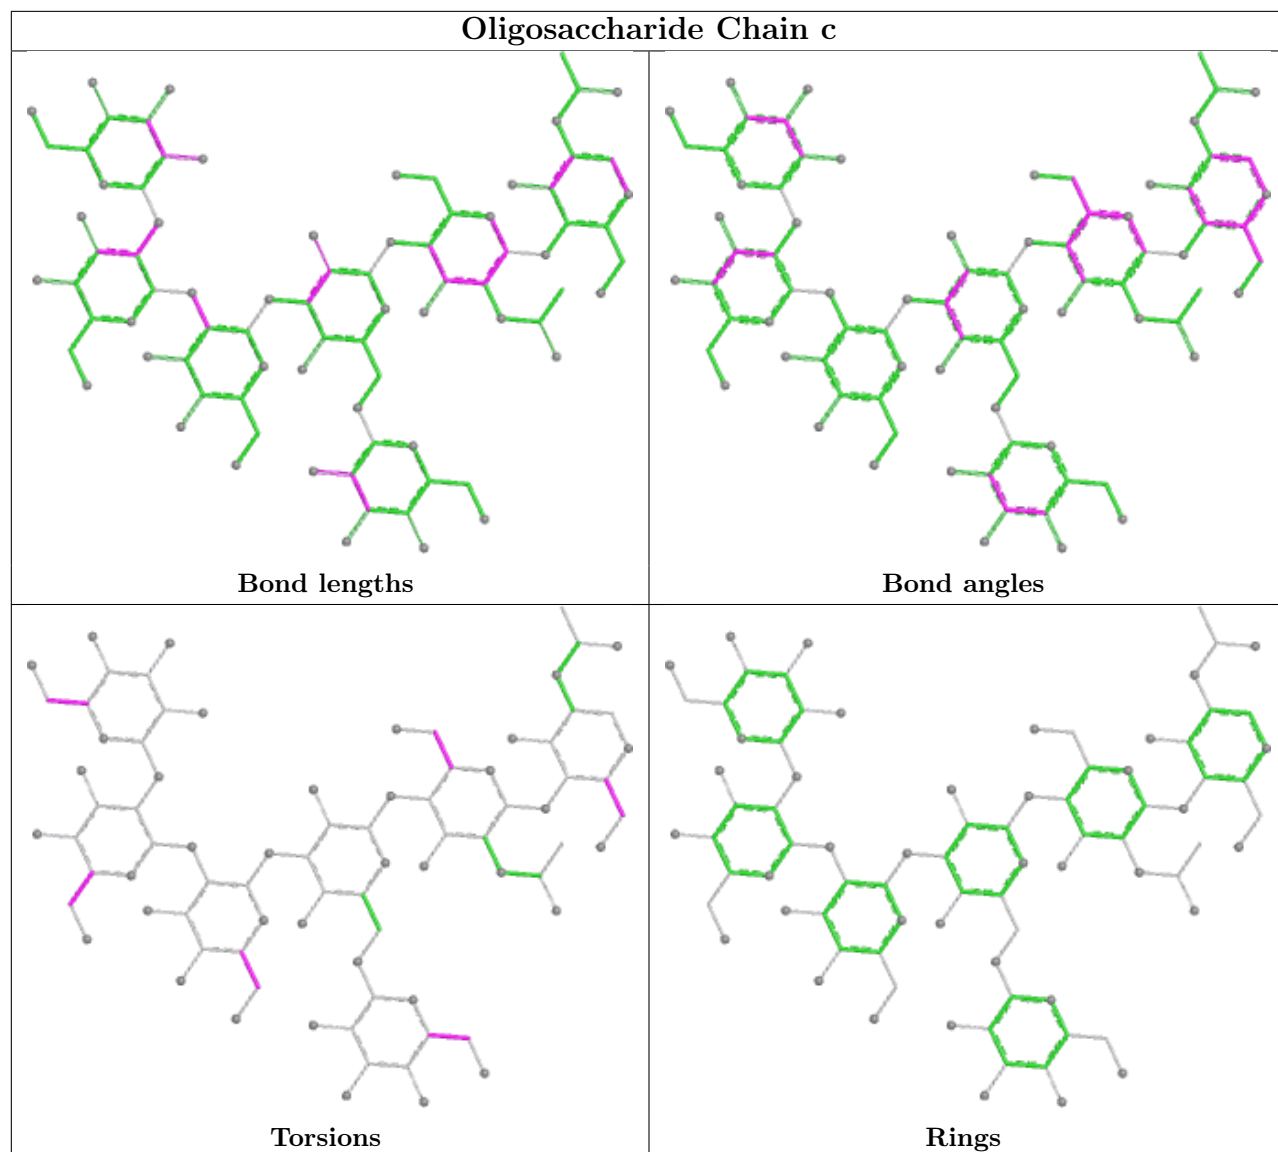 Oligosaccharide Chain c
Bond lengths
Bond angles
Torsions
Rings